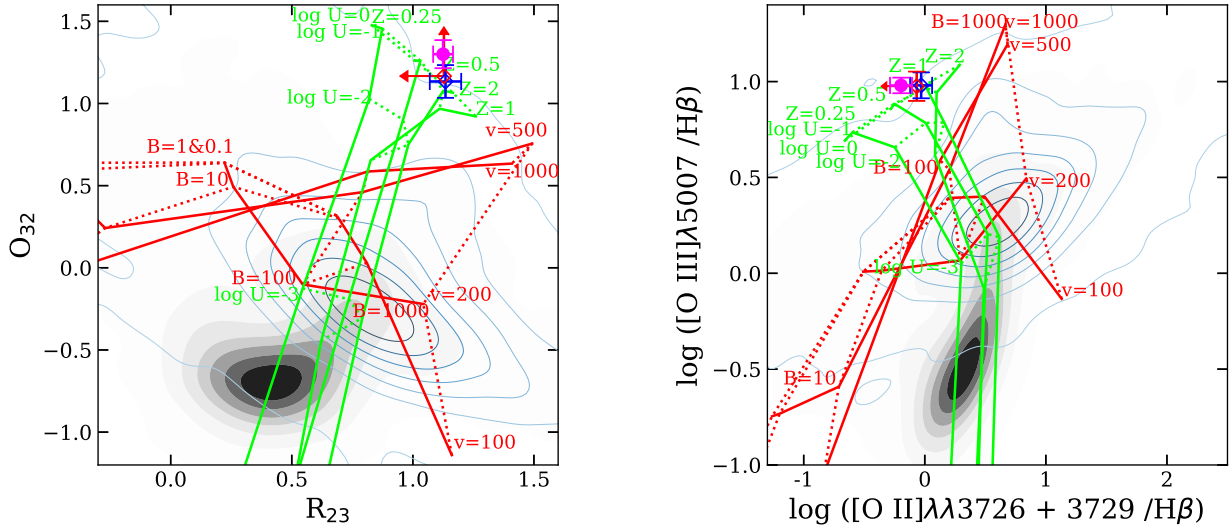 log U=0
Z=0.25
log U=-1
Z=0.5
log U=-2
Z=2
Z=1
v=500
B=1&0.1
v=1000
B=10
B=100
log U=-3
v=200
B=1000
v=100
1.5
1.0
0.5
0.0
−0.5
−1.0
0.0
0.5
1.0
1.5
O32
R23
B=1000
v=1000
v=500
Z=2
Z=1
Z=0.5
Z=0.25
log U=-1
log U=0
log U=-2
B=100
v=200
log U=-3
v=100
B=10
1.0
0.5
0.0
−0.5
−1.0
-1
0
1
2
log ([O III]λ5007 /Hβ)
log ([O II]λλ3726 + 3729 /Hβ)